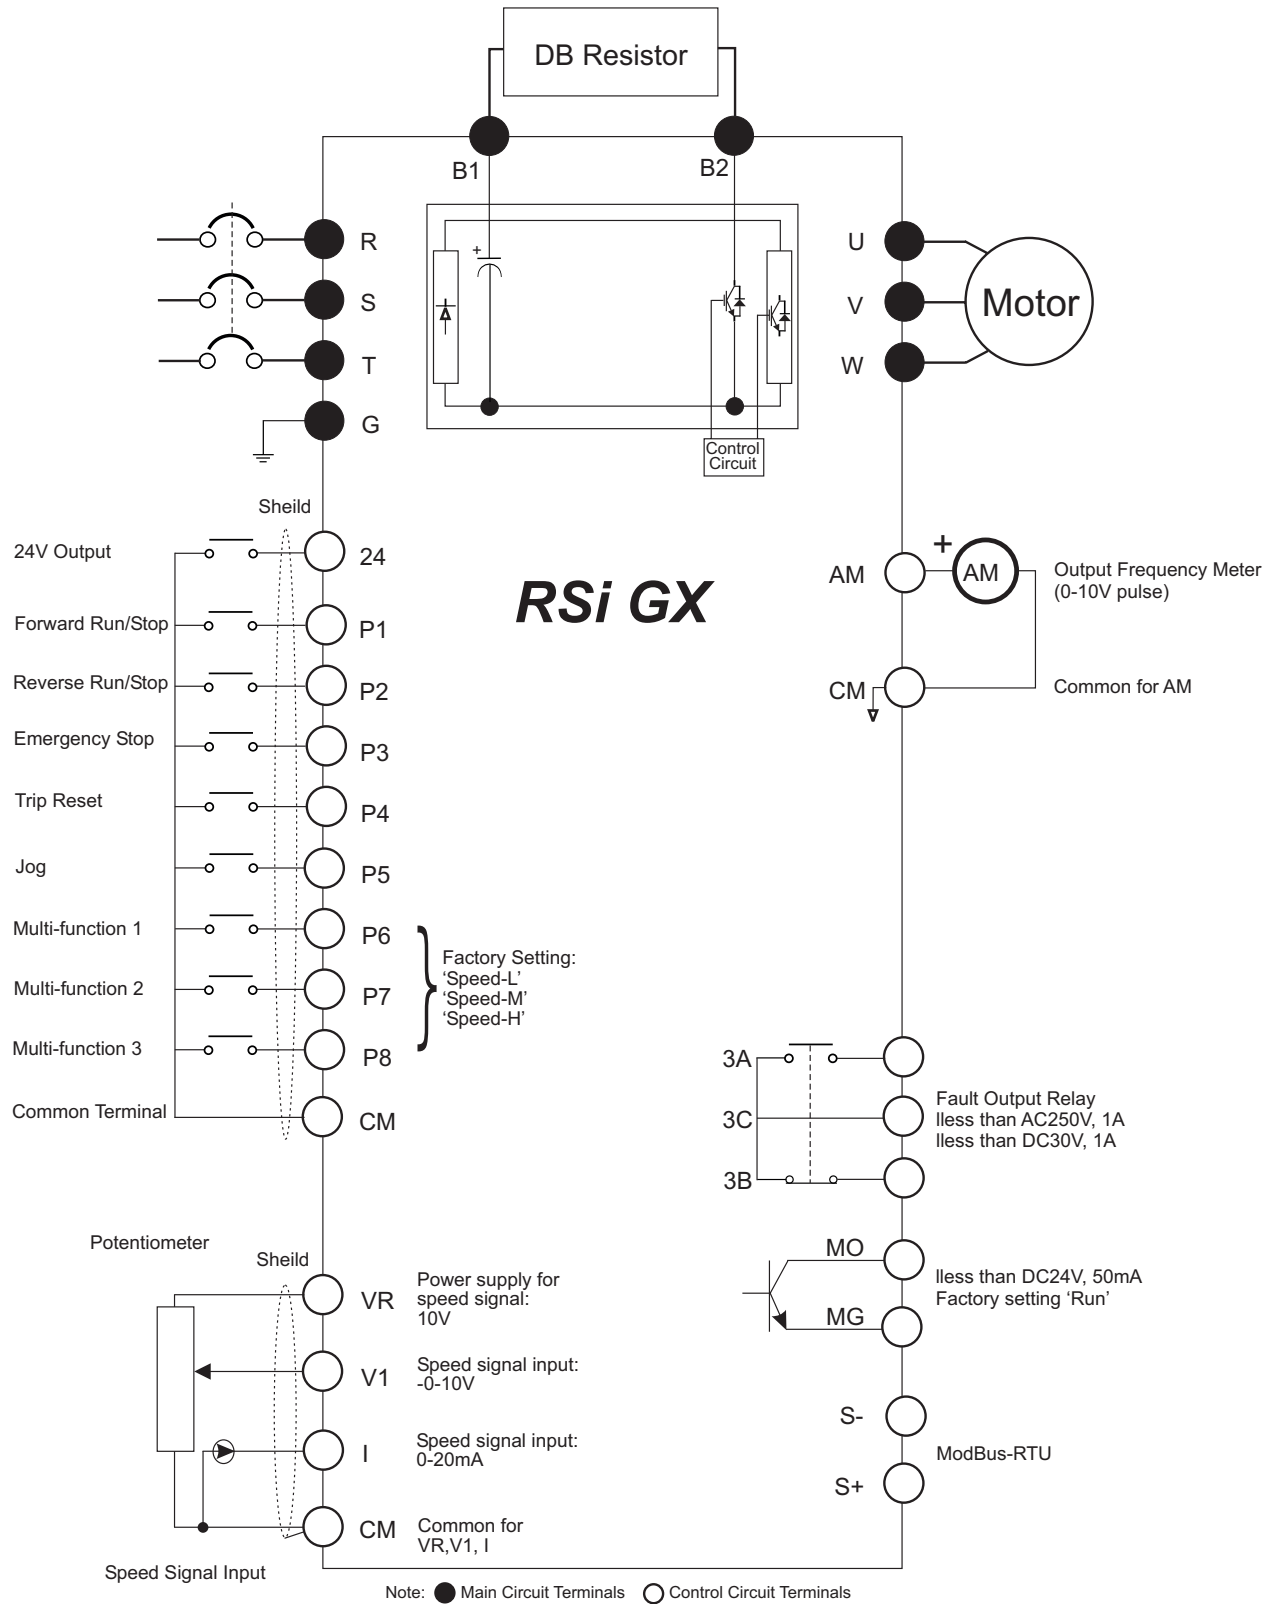 DB Resistor
B1
B2
R
S
T
G
U
V
W
Motor
+
Control
Circuit
Sheild
24V Output
24
Forward Run/Stop
P1
Reverse Run/Stop
P2
Emergency Stop
P3
Trip Reset
P4
Jog
P5
Multi-function 1
P6
Multi-function 2
P7
Multi-function 3
P8
Common Terminal
CM
Factory Setting:
‘Speed-L’
‘Speed-M’
‘Speed-H’
RSi GX
AM
+
AM
Output Frequency Meter
(0-10V pulse)
CM
Common for AM
3A
3C
3B
Fault Output Relay
lless than AC250V, 1A
lless than DC30V, 1A
MO
MG
lless than DC24V, 50mA
Factory setting ‘Run’
S-
S+
ModBus-RTU
Potentiometer
Sheild
VR
Power supply for
speed signal:
10V
V1
Speed signal input:
-0-10V
I
Speed signal input:
0-20mA
CM
Common for
VR,V1, I
Speed Signal Input
Note: Main Circuit Terminals Control Circuit Terminals